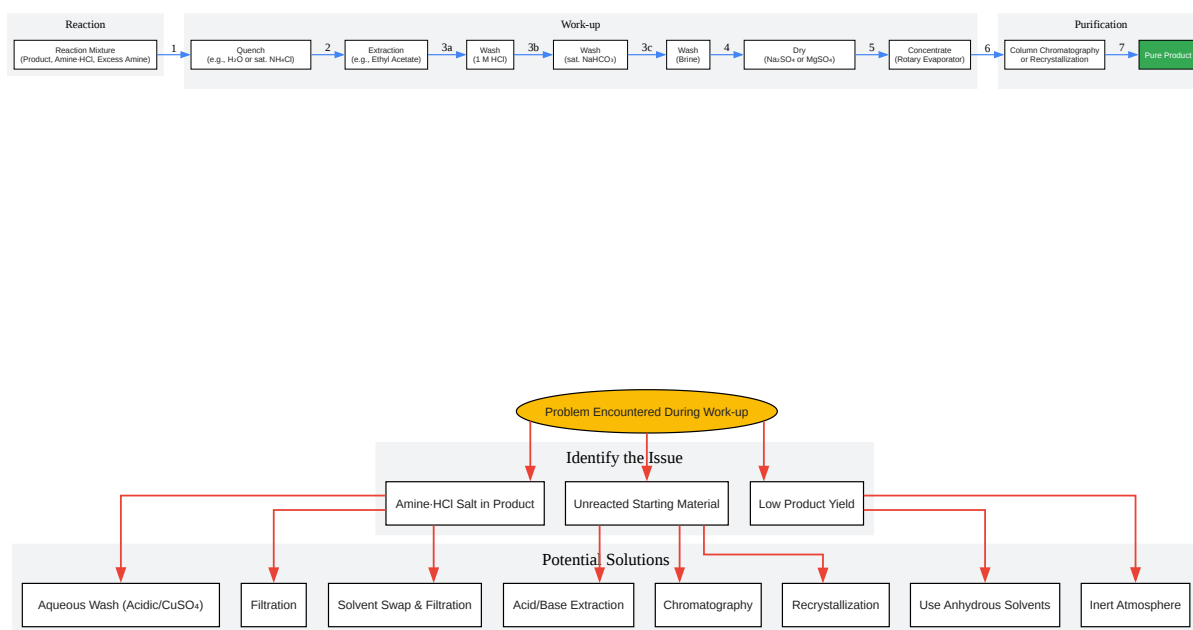 Reaction
Work-up
Purification
Reaction Mixture
(Product, Amine·HCl, Excess Amine)
1
Quench
(e.g., H₂O or sat. NH₄Cl)
2
Extraction
(e.g., Ethyl Acetate)
3a
Wash
(1 M HCl)
3b
Wash
(sat. NaHCO₃)
3c
Wash
(Brine)
4
Dry
(Na₂SO₄ or MgSO₄)
5
Concentrate
(Rotary Evaporator)
6
Column Chromatography
or Recrystallization
7
Pure Product
Problem Encountered During Work-up
Identify the Issue
Amine·HCl Salt in Product
Unreacted Starting Material
Low Product Yield
Potential Solutions
Aqueous Wash (Acidic/CuSO₄)
Filtration
Solvent Swap & Filtration
Acid/Base Extraction
Chromatography
Recrystallization
Use Anhydrous Solvents
Inert Atmosphere